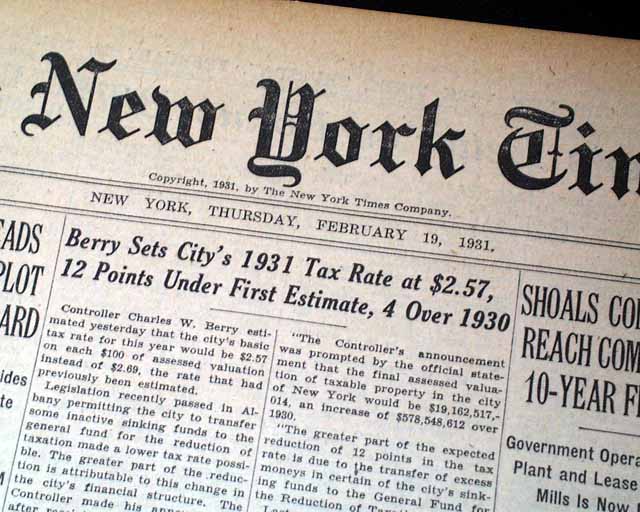 New York Tim
Copyright, 1931, by The New York Times Company.
NEW YORK, THURSDAY, FEBRUARY 19, 1931.
EADS
PLOT
ARD
ides
te
Berry Sets City's 1931 Tax Rate at $2.57,
12 Points Under First Estimate, 4 Over 1930
Controller Charles W. Berry esti-
mated yesterday that the city's basic
tax rate for this year would be $2.57
on each $100 of assessed valuation
instead of $2.69, the rate that had
previously been estimated.
Legislation recently passed in Al-
bany permitting the city to transfer
some inactive sinking funds to the
general fund for the reduction of
taxation made a lower tax rate possi-
ble. The greater part of the reduc-
tion is attributable to this change in
the city's financial structure. The
Controller made his
after
"The Controller's announcement
was prompted by the official state-
ment that the final assessed valua-
tion of taxable property in the city
of New York would be $19,162,517,-
014, an increase of $578,548,612 over
1930.
"The greater part of the expected
reduction of 12 points in the tax
rate is due to the transfer of excess
moneys in certain of the city's sink-
ing funds to the General Fund for
the Reduction of
SHOALS CO
REACH COM
10-YEAR F
Government Opera
Plant and Lease
Mills Is Now